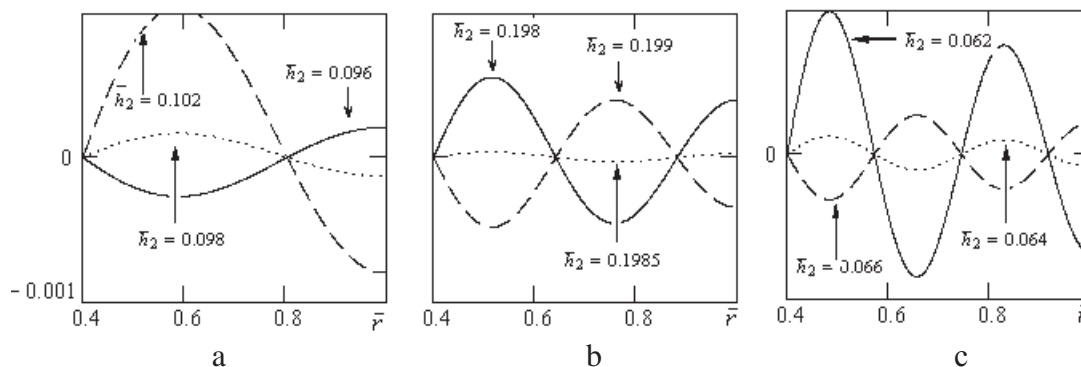 h̄₂ = 0.102
h̄₂ = 0.096
0
h̄₂ = 0.098
- 0.001
0.4 0.6 0.8 r̄
a
h̄₂ = 0.198
h̄₂ = 0.199
h̄₂ = 0.1985
0.4 0.6 0.8 r̄
b
h̄₂ = 0.062
0
h̄₂ = 0.066
h̄₂ = 0.064
0.4 0.6 0.8
c